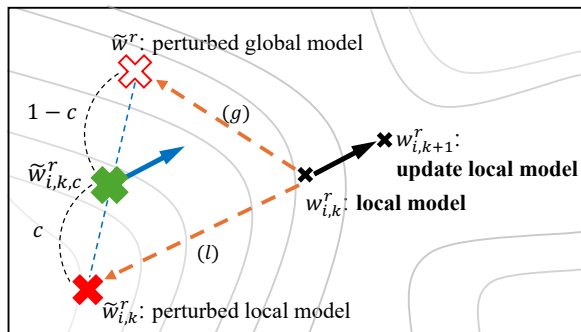 w̃^r: perturbed global model
(g)
1 − c
w^r_{i,k+1}:
update local model
w̃^r_{i,k,c}
w^r_{i,k}: local model
c
(l)
w̃^r_{i,k}: perturbed local model